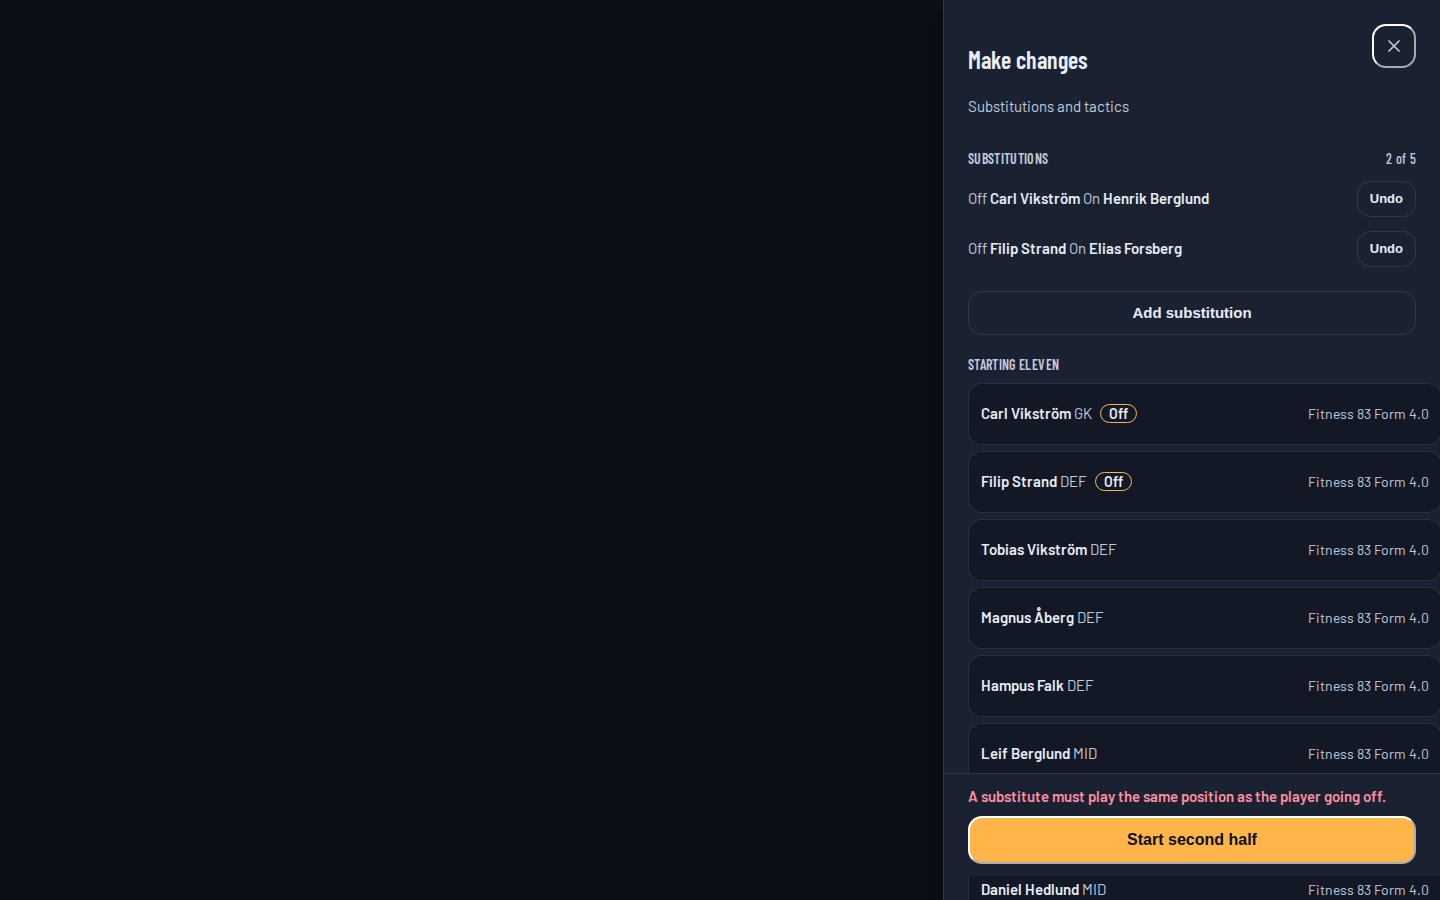 Make changes
Substitutions and tactics
SUBSTITUTIONS 2 of 5
Off Carl Vikström On Henrik Berglund Undo
Off Filip Strand On Elias Forsberg Undo
Add substitution
STARTING ELEVEN
Carl Vikström GK Off Fitness 83 Form 4.0
Filip Strand DEF Off Fitness 83 Form 4.0
Tobias Vikström DEF Fitness 83 Form 4.0
Magnus Åberg DEF Fitness 83 Form 4.0
Hampus Falk DEF Fitness 83 Form 4.0
Leif Berglund MID Fitness 83 Form 4.0
A substitute must play the same position as the player going off.
Start second half
Daniel Hedlund MID Fitness 83 Form 4.0